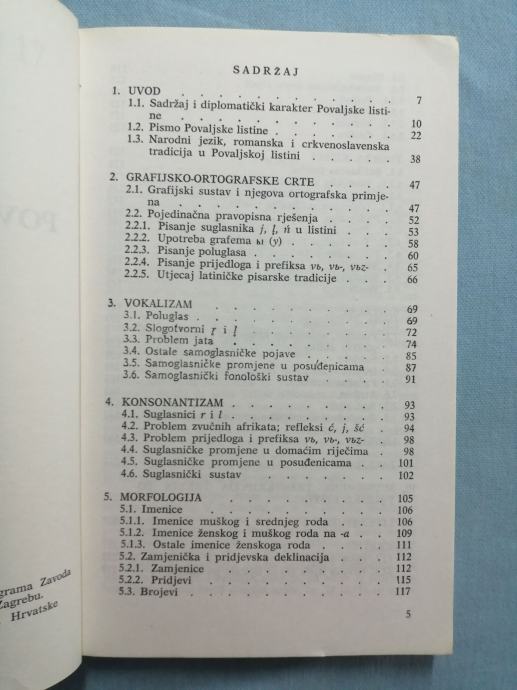 SADRŽAJ
1. UVOD . . . . . . . . . . 7
1.1. Sadržaj i diplomatički karakter Povaljske listi-
ne . . . . . . . . . . 10
1.2. Pismo Povaljske listine . . . . . . 22
1.3. Narodni jezik, romanska i crkvenoslavenska
tradicija u Povaljskoj listini . . . . 38
2. GRAFIJSKO-ORTOGRAFSKE CRTE . . . . 47
2.1. Grafijski sustav i njegova ortografska primje-
na . . . . . . . . . . 47
2.2. Pojedinačna pravopisna rješenja . . . . 52
2.2.1. Pisanje suglasnika j, ļ, ń u listini . . . 53
2.2.2. Upotreba grafema ы (y) . . . . . 58
2.2.3. Pisanje poluglasa . . . . . . 60
2.2.4. Pisanje prijedloga i prefiksa vь, vь-, vьz- . 65
2.2.5. Utjecaj latiničke pisarske tradicije . . . 66
3. VOKALIZAM . . . . . . . . 69
3.1. Poluglas . . . . . . . . 69
3.2. Slogotvorni r̥ i l̥ . . . . . . 72
3.3. Problem jata . . . . . . . 74
3.4. Ostale samoglasničke pojave . . . . 85
3.5. Samoglasničke promjene u posuđenicama . . 87
3.6. Samoglasnički fonološki sustav . . . . 91
4. KONSONANTIZAM . . . . . . . 93
4.1. Suglasnici r i l . . . . . . . 93
4.2. Problem zvučnih afrikata; refleksi ć, j, šć . 94
4.3. Problem prijedloga i prefiksa vь, vь-, vьz- . 98
4.4. Suglasničke promjene u domaćim riječima . 98
4.5. Suglasničke promjene u posuđenicama . . 101
4.6. Suglasnički sustav . . . . . . 102
5. MORFOLOGIJA . . . . . . . 105
5.1. Imenice . . . . . . . . 106
5.1.1. Imenice muškog i srednjeg roda . . . 106
5.1.2. Imenice ženskog i muškog roda na -a . . 109
5.1.3. Ostale imenice ženskoga roda . . . . 111
5.2. Zamjenička i pridjevska deklinacija . . . 112
5.2.1. Zamjenice . . . . . . . 112
5.2.2. Pridjevi . . . . . . . . 115
5.3. Brojevi . . . . . . . . 117
5
grama Zavoda
Zagrebu.
Hrvatske